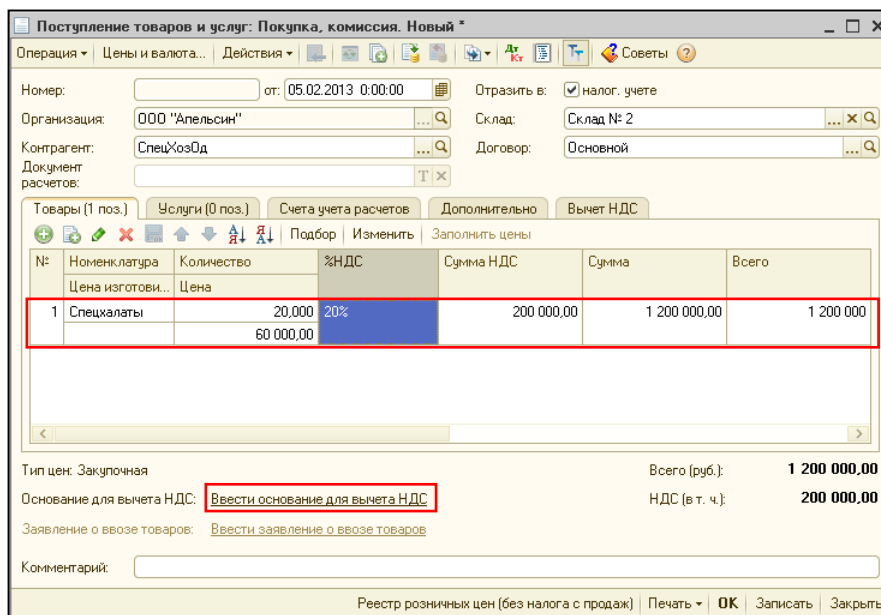 Поступление товаров и услуг: Покупка, комиссия. Новый *
Операция Цены и валюта... Действия Дт Кт Советы
Номер: от: 05.02.2013 0:00:00 Отразить в: налог. учете
Организация: ООО "Апельсин" Склад: Склад № 2
Контрагент: СпецХозОд Договор: Основной
Документ расчетов:
Товары (1 поз.) Услуги (0 поз.) Счета учета расчетов Дополнительно Вычет НДС
Подбор Изменить Заполнить цены
№ Номенклатура Количество %НДС Сумма НДС Сумма Всего
Цена изготови... Цена
1 Спецхалаты 20,000 20% 200 000,00 1 200 000,00 1 200 000
60 000,00
Тип цен: Закупочная Всего (руб.): 1 200 000,00
Основание для вычета НДС: Ввести основание для вычета НДС НДС (в т. ч.): 200 000,00
Заявление о ввозе товаров: Ввести заявление о ввозе товаров
Комментарий:
Реестр розничных цен (без налога с продаж) Печать OK Записать Закрыть